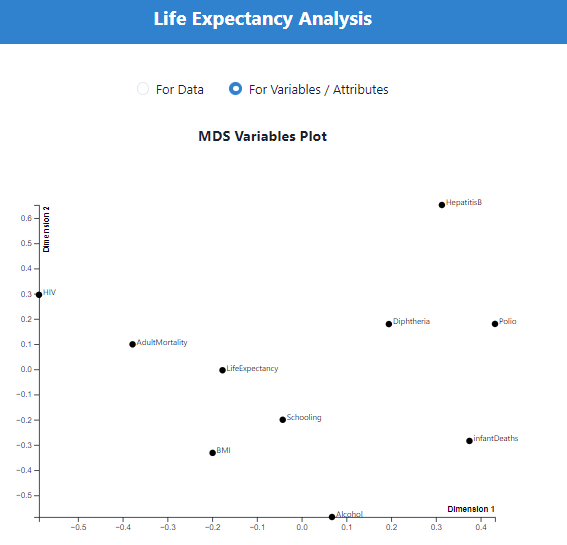 Life Expectancy Analysis
For Data
For Variables / Attributes
MDS Variables Plot
HepatitisB
Dimension 2
0.6
0.5
0.4
0.3
HIV
0.2
Diphtheria
Polio
0.1
AdultMortality
0.0
LifeExpectancy
−0.1
−0.2
Schooling
−0.3
infantDeaths
BMI
−0.4
−0.5
Dimension 1
Alcohol
−0.5
−0.4
−0.3
−0.2
−0.1
0.0
0.1
0.2
0.3
0.4